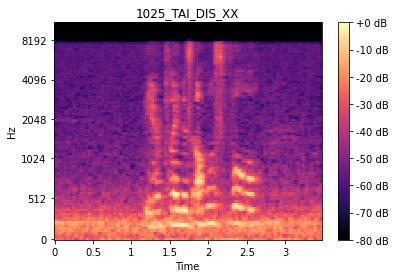 1025_TAI_DIS_XX
+0 dB
8192
-10 dB
4096
-20 dB
-30 dB
2048
Hz
-40 dB
1024
-50 dB
512
-60 dB
-70 dB
0
-80 dB
0 0.5 1 1.5 2 2.5 3
Time